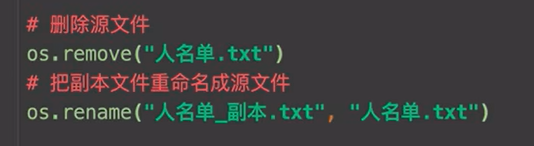 # 删除源文件
os.remove("人名单.txt")
# 把副本文件重命名成源文件
os.rename("人名单_副本.txt", "人名单.txt")